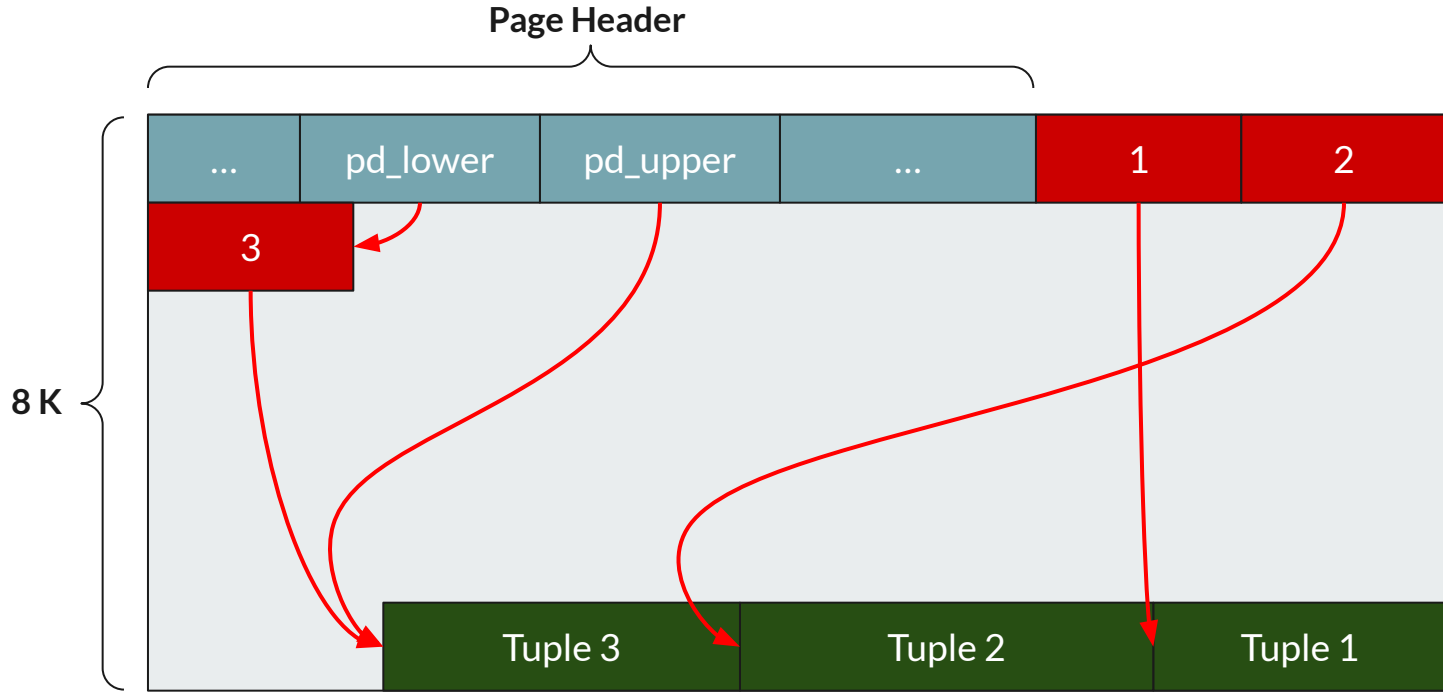 Page Header
... pd_lower pd_upper ... 1 2
3
8 K
Tuple 3 Tuple 2 Tuple 1